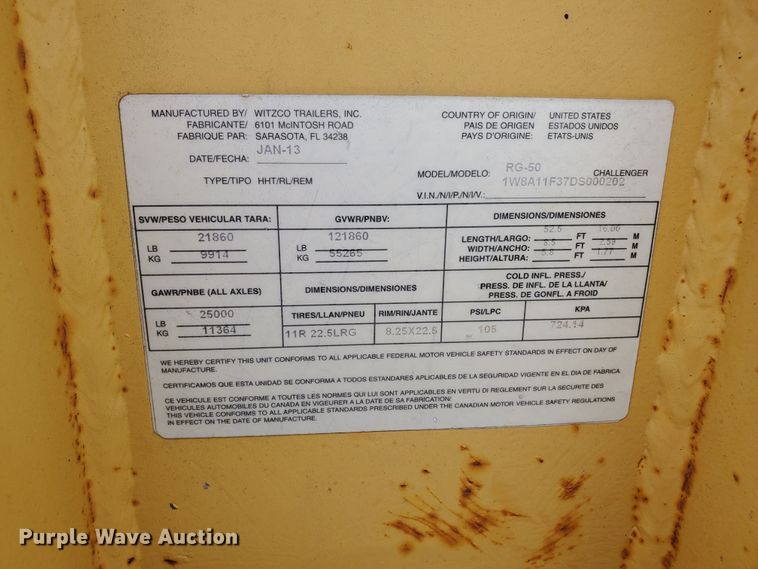 MANUFACTURED BY/ WITZCO TRAILERS, INC.
FABRICANTE/ 6101 McINTOSH ROAD
FABRIQUE PAR: SARASOTA, FL 34238
DATE/FECHA: JAN-13
TYPE/TIPO HHT/RL/REM
COUNTRY OF ORIGIN/ UNITED STATES
PAIS DE ORIGEN ESTADOS UNIDOS
PAYS D'ORIGINE: ETATS-UNIS
MODEL/MODELO: RG-50 CHALLENGER
V.I.N./N/I.P./N/I/V.: 1W8A11F37DS000202
SVW/PESO VEHICULAR TARA: GVWR/PNBV: DIMENSIONS/DIMENSIONES
LB 21860 LB 121860
KG 9914 KG 55265
LENGTH/LARGO: 52.5 FT 16.00 M
WIDTH/ANCHO: 8.5 FT 2.59 M
HEIGHT/ALTURA: 5.8 FT 1.77 M
GAWR/PNBE (ALL AXLES) DIMENSIONS/DIMENSIONES
COLD INFL. PRESS./
PRESS. DE INFL. DE LA LLANTA/
PRESS. DE GONFL. A FROID
TIRES/LLAN/PNEU RIM/RIN/JANTE PSI/LPC KPA
LB 25000
KG 11364
11R 22.5LRG 8.25X22.5 105 724.14
WE HEREBY CERTIFY THIS UNIT CONFORMS TO ALL APPLICABLE FEDERAL MOTOR VEHICLE SAFETY STANDARDS IN EFFECT ON DAY OF
MANUFACTURE.
CERTIFICAMOS QUE ESTA UNIDAD SE CONFORMA A TODOS ESTANDARES APLICABLES DE LA SEGURIDAD VIGENTE EN EL DIA DE FABRICA
CE VEHICULE EST CONFORME A TOUTES LES NORMES QUI LUI SONT APPLICABLES EN VERTU DI REGLEMENT SUR LA SECURITE DES
VEHICULES AUTOMOBILES DU CANADA EN VIGEURER A LA DATE DE SA FABRICATION/
THIS VEHICLE CONFORMS TO ALL APPLICABLE STANDARDS PRESCRIBED UNDER THE CANADIAN MOTOR VEHICLE SAFETY REGULATIONS
IN EFFECT ON THE DATE OF MANUFACTURE.
Purple Wave Auction